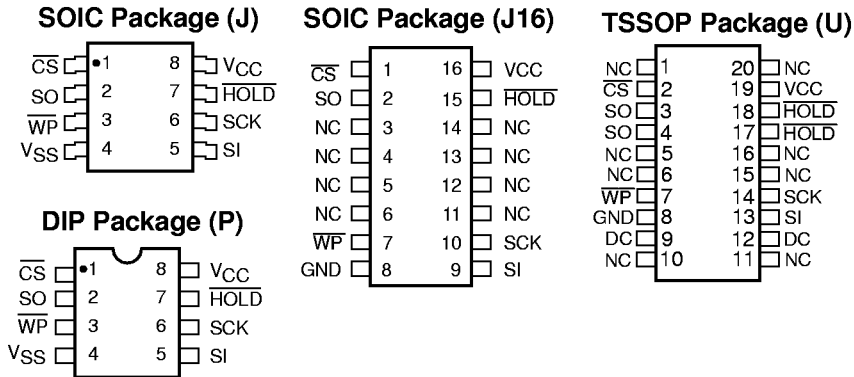 SOIC Package (J)
CS 1 8 VCC
SO 2 7 HOLD
WP 3 6 SCK
VSS 4 5 SI
DIP Package (P)
CS 1 8 VCC
SO 2 7 HOLD
WP 3 6 SCK
VSS 4 5 SI
SOIC Package (J16)
CS 1 16 VCC
SO 2 15 HOLD
NC 3 14 NC
NC 4 13 NC
NC 5 12 NC
NC 6 11 NC
WP 7 10 SCK
GND 8 9 SI
TSSOP Package (U)
NC 1 20 NC
CS 2 19 VCC
SO 3 18 HOLD
SO 4 17 HOLD
NC 5 16 NC
NC 6 15 NC
WP 7 14 SCK
GND 8 13 SI
DC 9 12 DC
NC 10 11 NC